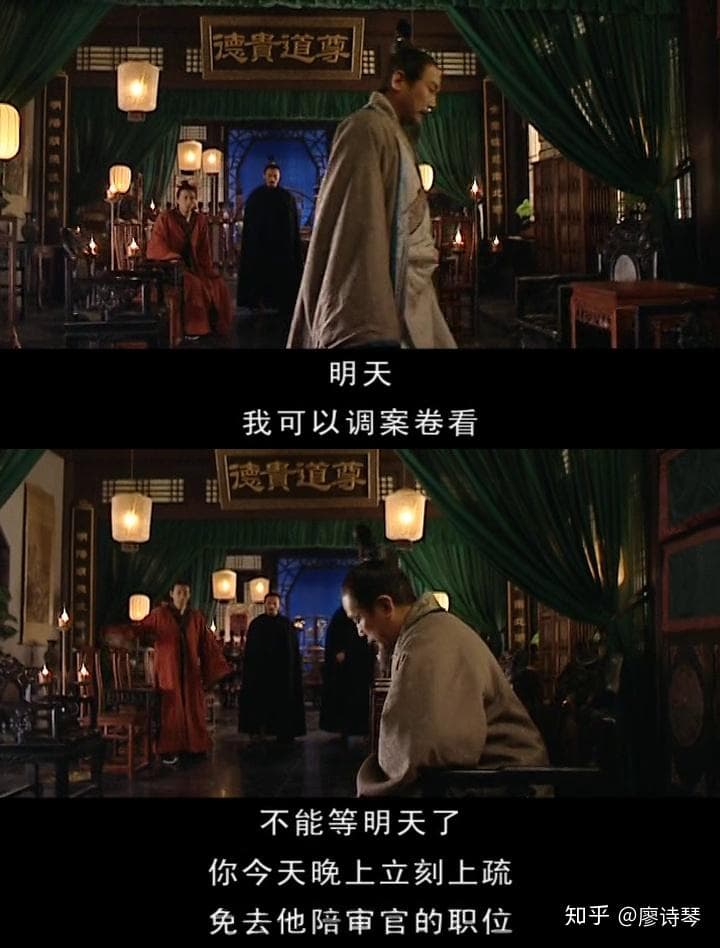 德貴道尊
明天
我可以调案卷看
德貴道尊
不能等明天了
你今天晚上立刻上疏
免去他陪审官的职位
知乎 @廖诗琴